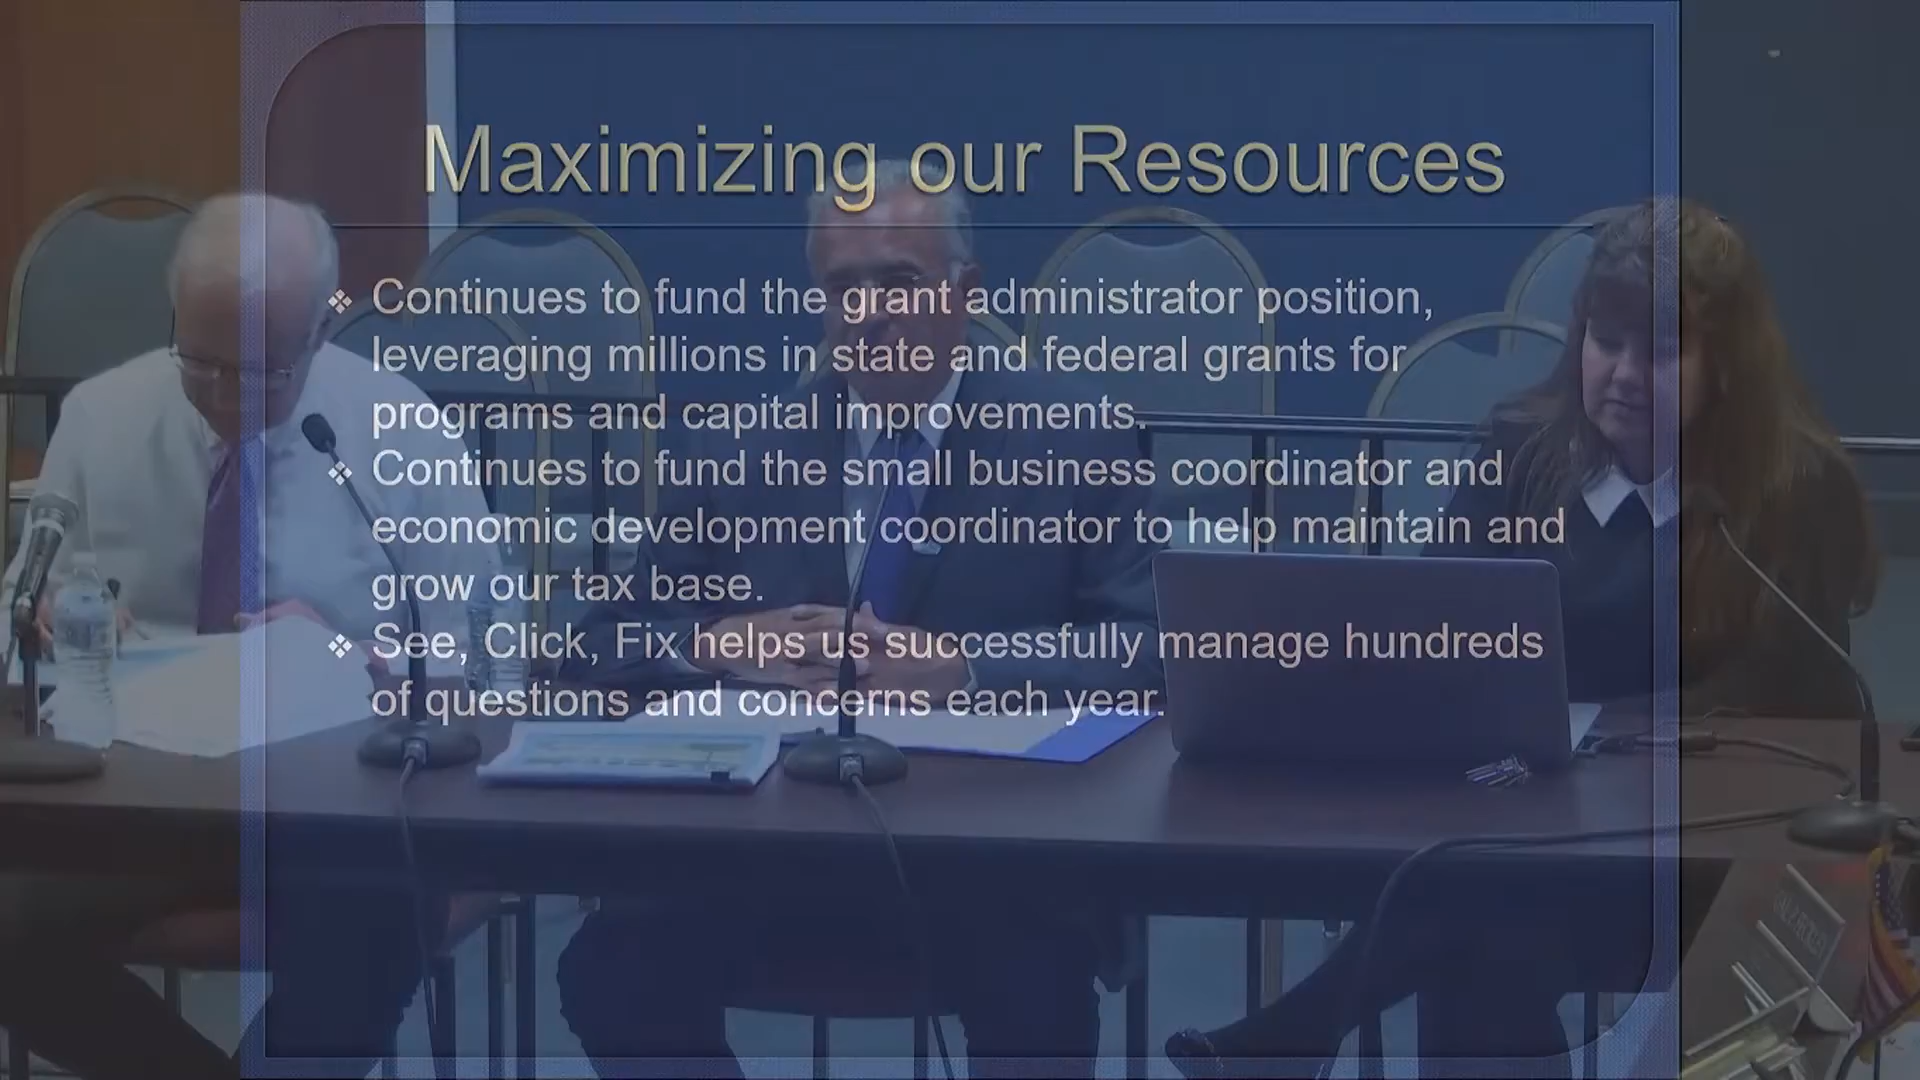 Maximizing our Resources
❖ Continues to fund the grant administrator position,
leveraging millions in state and federal grants for
programs and capital improvements.
❖ Continues to fund the small business coordinator and
economic development coordinator to help maintain and
grow our tax base.
❖ See, Click, Fix helps us successfully manage hundreds
of questions and concerns each year.